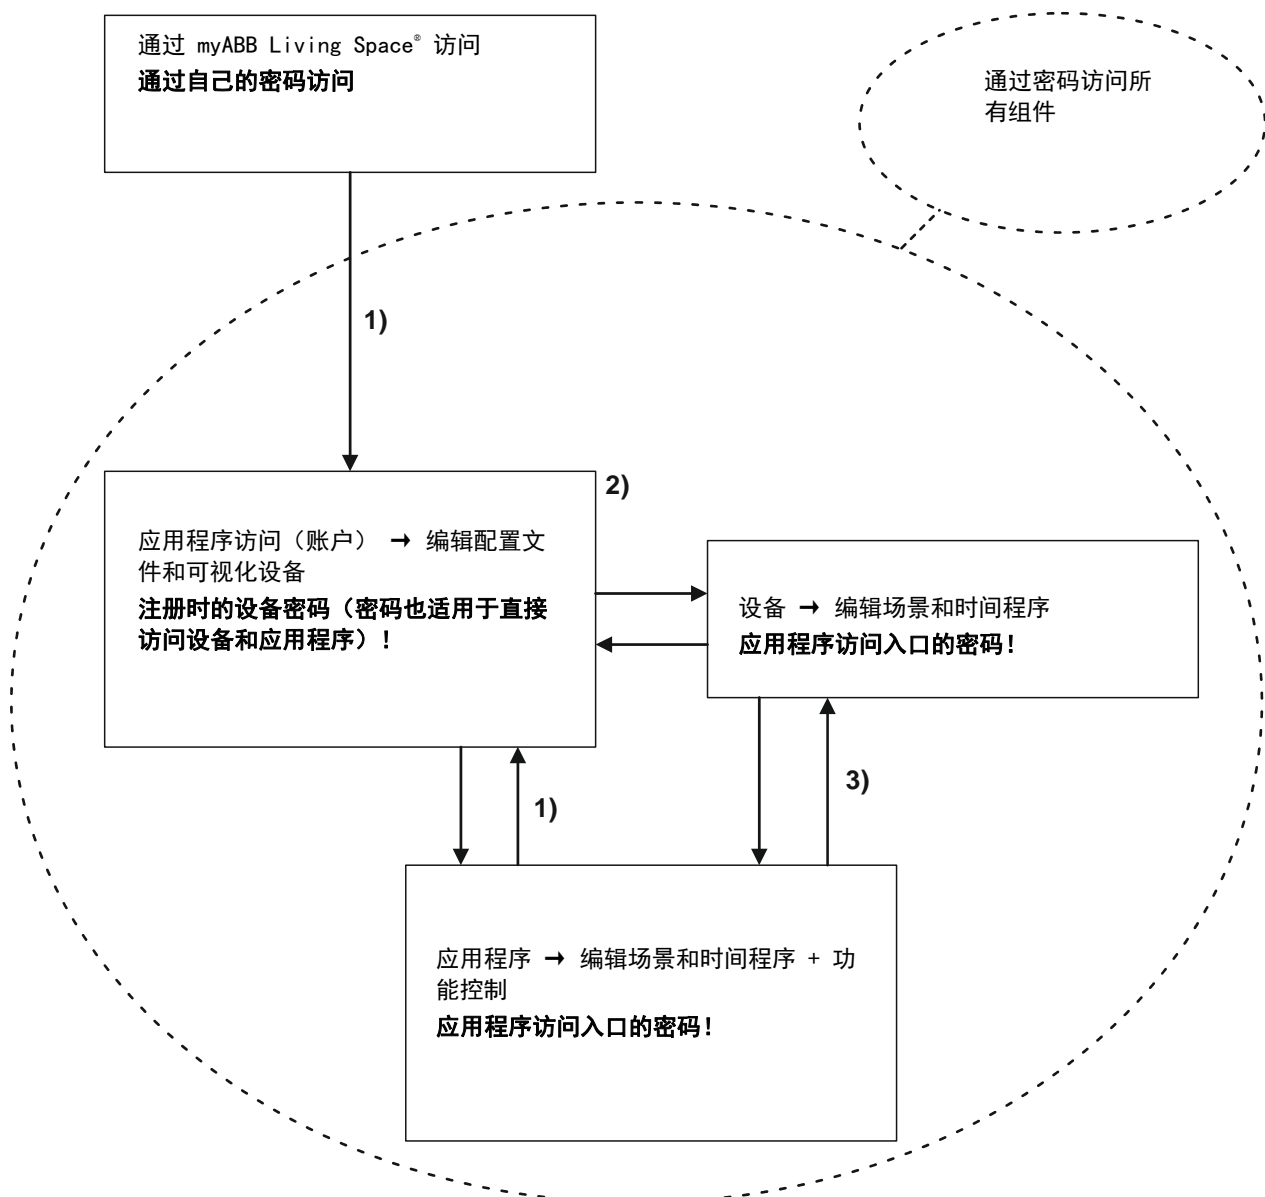 通过 myABB Living Space® 访问
通过自己的密码访问
通过密码访问所
有组件
1)
2)
应用程序访问（账户） → 编辑配置文
件和可视化设备
注册时的设备密码（密码也适用于直接
访问设备和应用程序）！
设备 → 编辑场景和时间程序
应用程序访问入口的密码！
1)
3)
应用程序 → 编辑场景和时间程序 + 功
能控制
应用程序访问入口的密码！